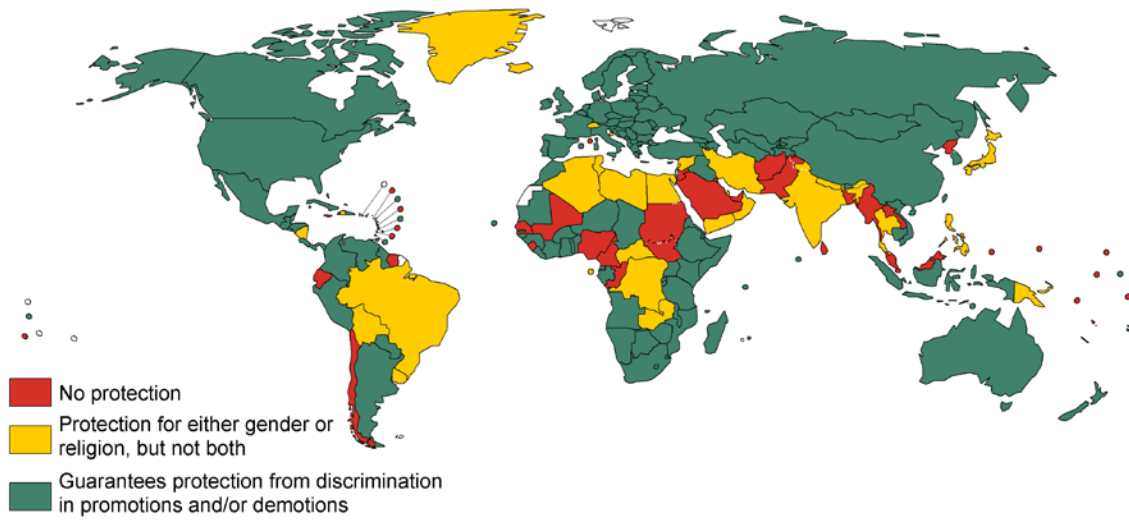 No protection
Protection for either gender or
religion, but not both
Guarantees protection from discrimination
in promotions and/or demotions